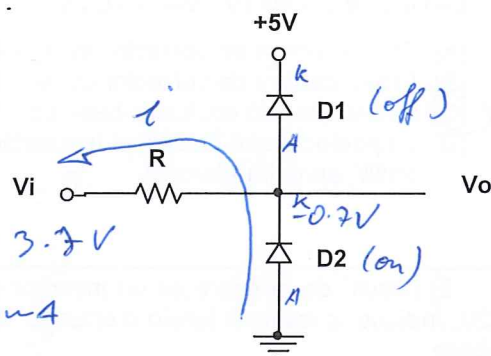 +5V
K
D1 (off)
i
A
R
Vi
Vo
K
-0.7V
3.7V
D2 (on)
A